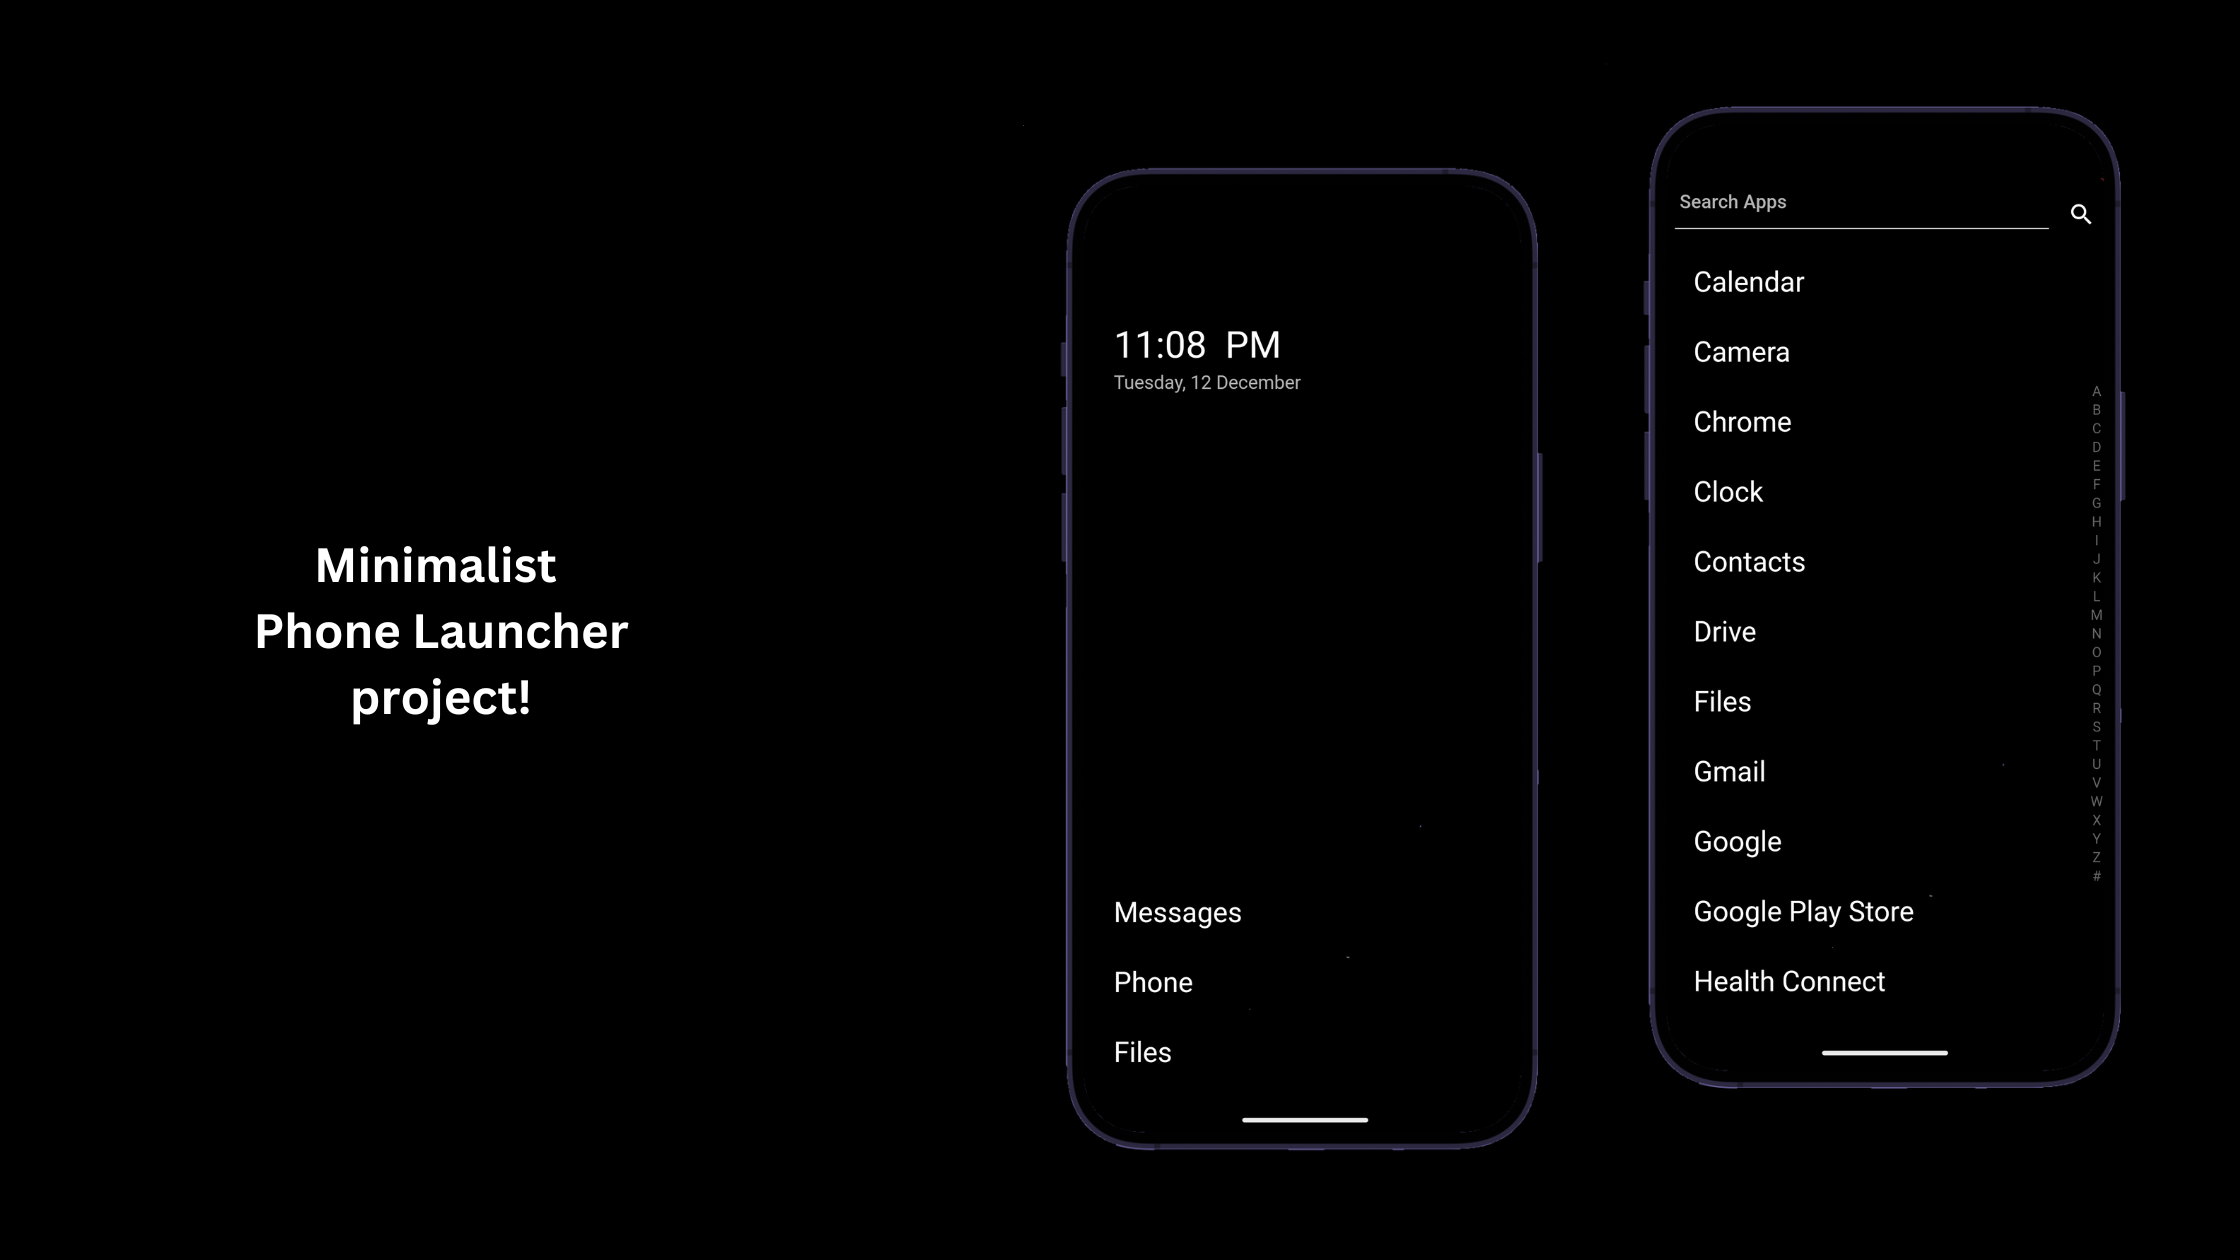 Minimalist
Phone Launcher
project!
11:08 PM
Tuesday, 12 December
Messages
Phone
Files
Search Apps
Calendar
Camera
Chrome
Clock
Contacts
Drive
Files
Gmail
Google
Google Play Store
Health Connect
A
B
C
D
E
F
G
H
I
J
K
L
M
N
O
P
Q
R
S
T
U
V
W
X
Y
Z
#